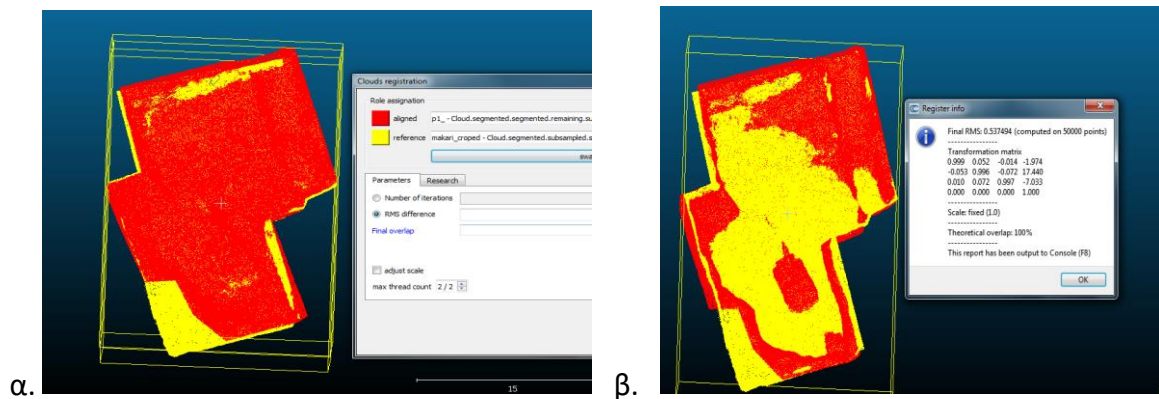 Clouds registration
Role assignation
aligned p1_ - Cloud.segmented.segmented.remaining.su
reference makari_croped - Cloud.segmented.subsampled.s
swa
Parameters Research
Number of iterations
RMS difference
Final overlap
adjust scale
max thread count 2 / 2
15
α.
Register info
Final RMS: 0.537494 (computed on 50000 points)
----------------
Transformation matrix
0.999 0.052 -0.014 -1.974
-0.053 0.996 -0.072 17.440
0.010 0.072 0.997 -7.033
0.000 0.000 0.000 1.000
----------------
Scale: fixed (1.0)
----------------
Theoretical overlap: 100%
----------------
This report has been output to Console (F8)
OK
β.